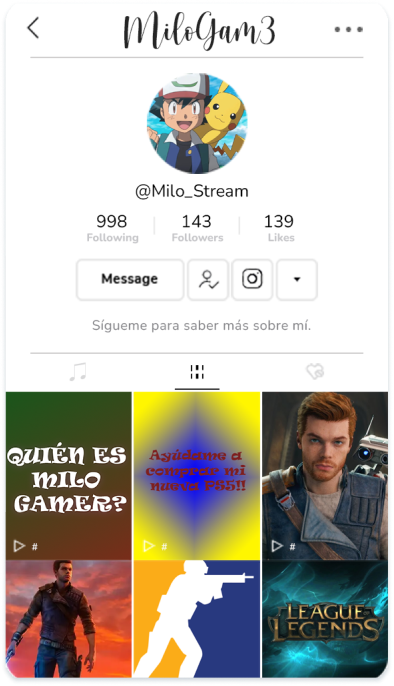 MiloGam3
@Milo_Stream
998 143 139
Following Followers Likes
Message
Sígueme para saber más sobre mí.
QUIÉN ES
MILO
GAMER?
#
Ayúdame a
comprar mi
nueva PS5!!
#
#
LEAGUE
LEGENDS